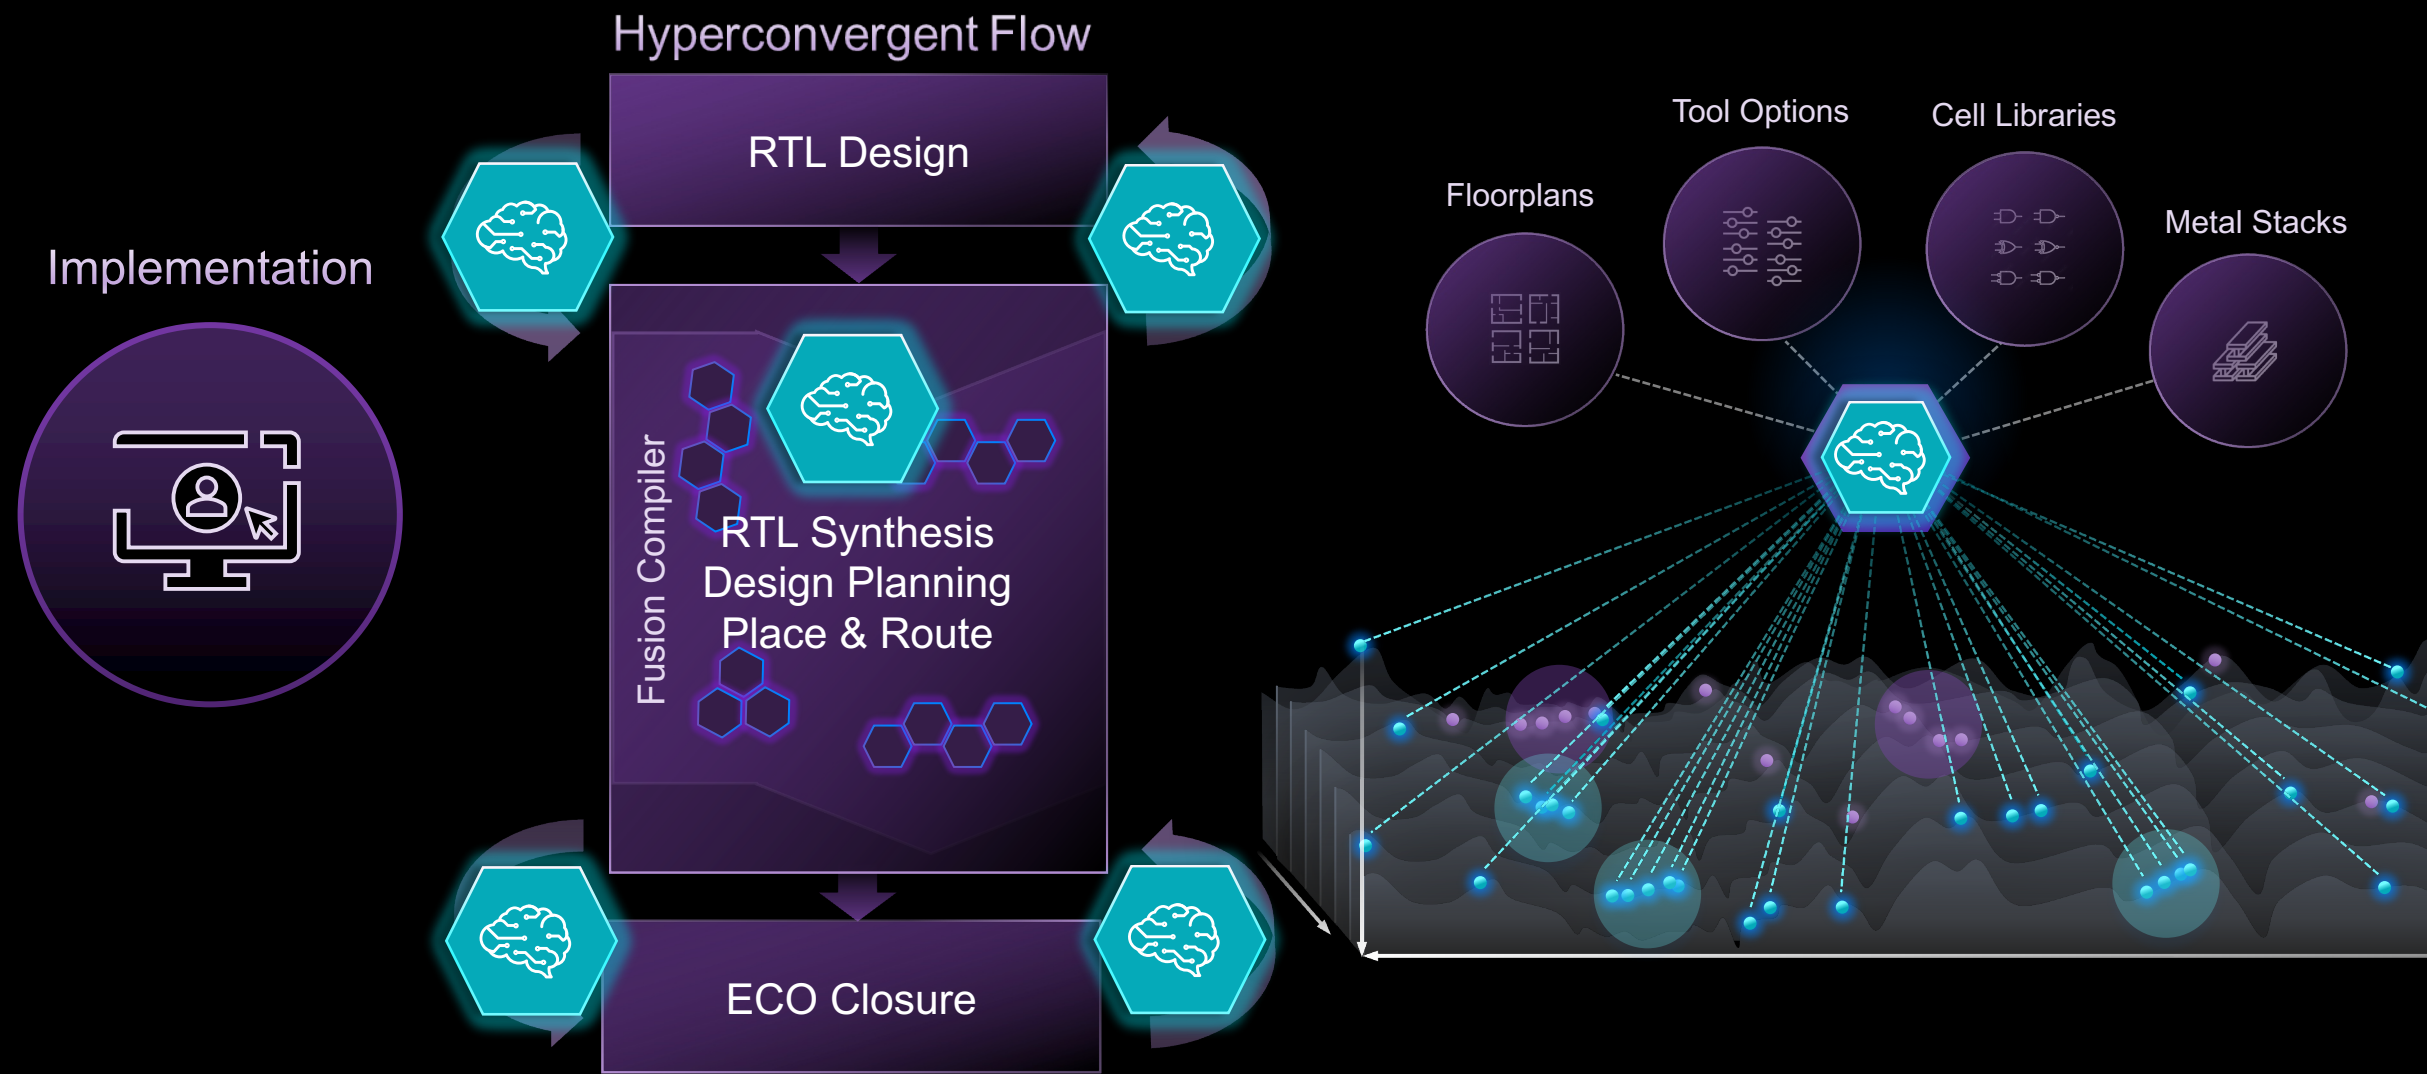 Hyperconvergent Flow
RTL Design
Implementation
Fusion Compiler
RTL Synthesis
Design Planning
Place & Route
ECO Closure
Floorplans
Tool Options
Cell Libraries
Metal Stacks